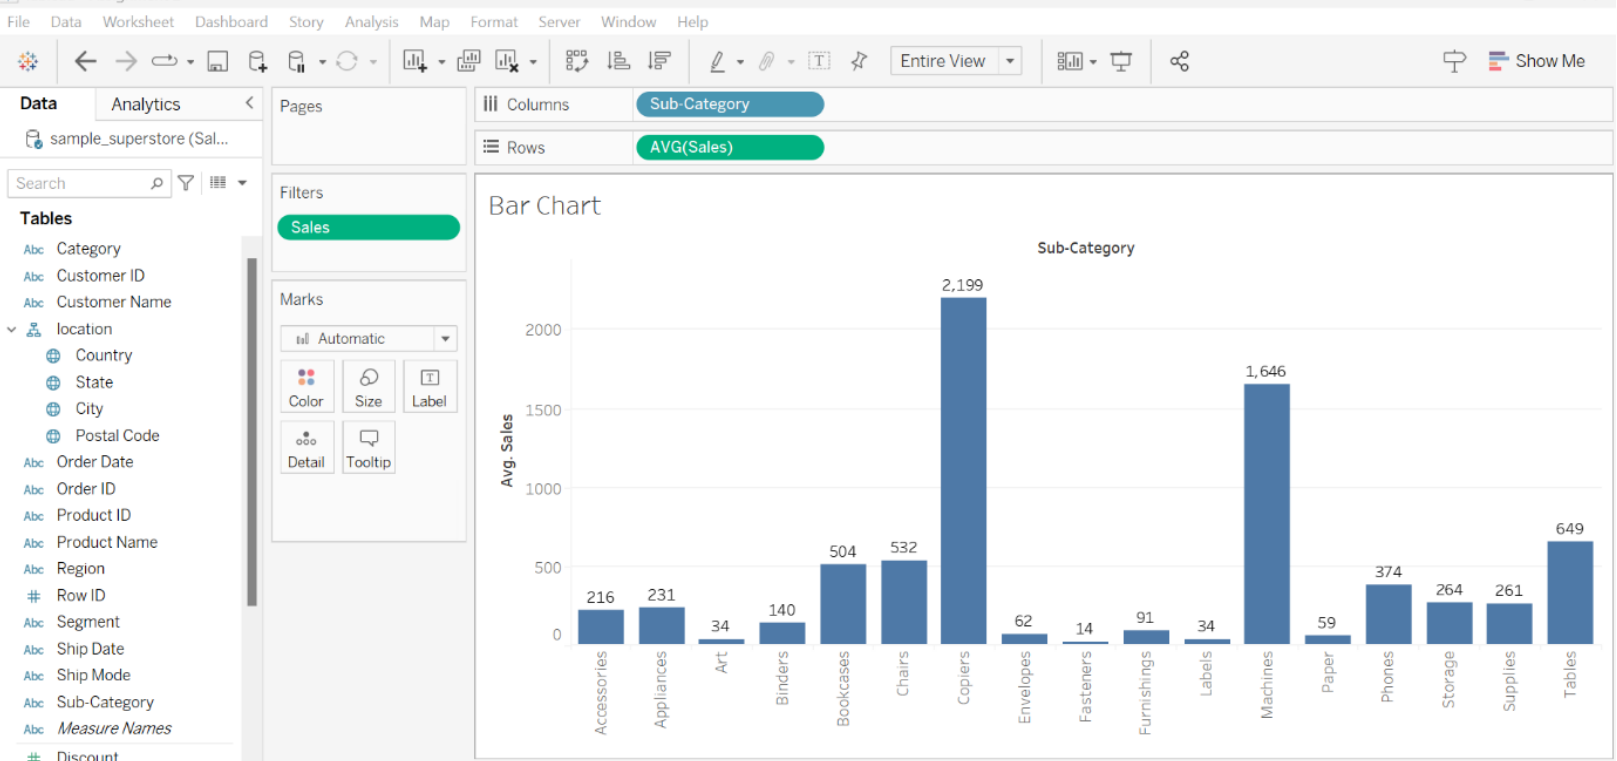 File Data Worksheet Dashboard Story Analysis Map Format Server Window Help
Entire View
Show Me
Data Analytics
sample_superstore (Sal...
Search
Tables
Abc Category
Abc Customer ID
Abc Customer Name
location
Country
State
City
Postal Code
Abc Order Date
Abc Order ID
Abc Product ID
Abc Product Name
Abc Region
# Row ID
Abc Segment
Abc Ship Date
Abc Ship Mode
Abc Sub-Category
Abc Measure Names
# Discount
Pages
Filters
Sales
Marks
Automatic
Color Size Label
Detail Tooltip
Columns Sub-Category
Rows AVG(Sales)
Bar Chart
Sub-Category
Avg. Sales
2000
1500
1000
500
0
216 231 34 140 504 532 2,199 62 14 91 34 1,646 59 374 264 261 649
Accessories
Appliances
Art
Binders
Bookcases
Chairs
Copiers
Envelopes
Fasteners
Furnishings
Labels
Machines
Paper
Phones
Storage
Supplies
Tables